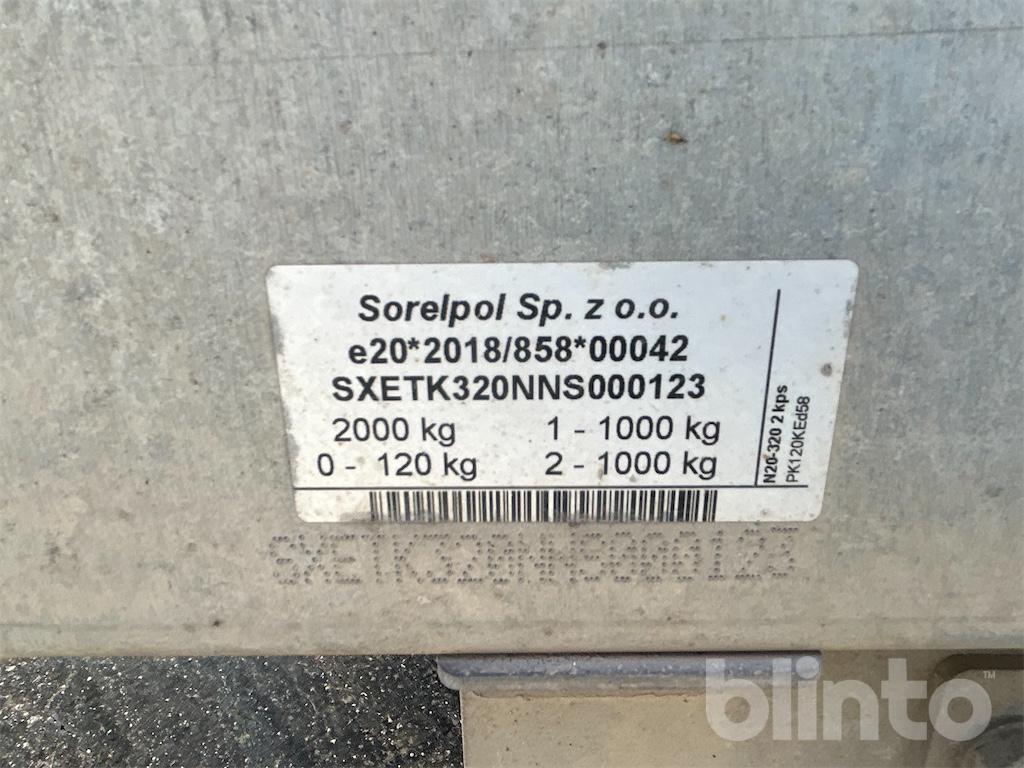 Sorelpol Sp. z o.o.
e20*2018/858*00042
SXETK320NNS000123
2000 kg 1 - 1000 kg
0 - 120 kg 2 - 1000 kg
N20-320 2 kps
PK120KEd58
SXETK320NNS000123
blinto™